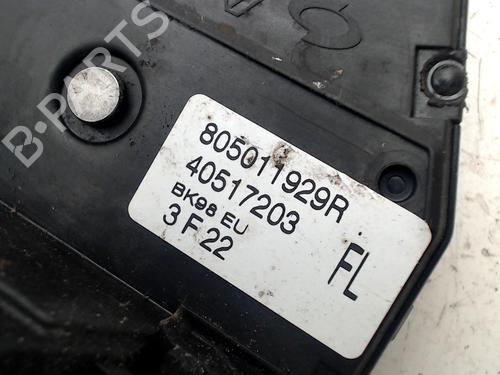 B-PARTS
805011929R
40517203
BK98 EU
3 F 22
FL